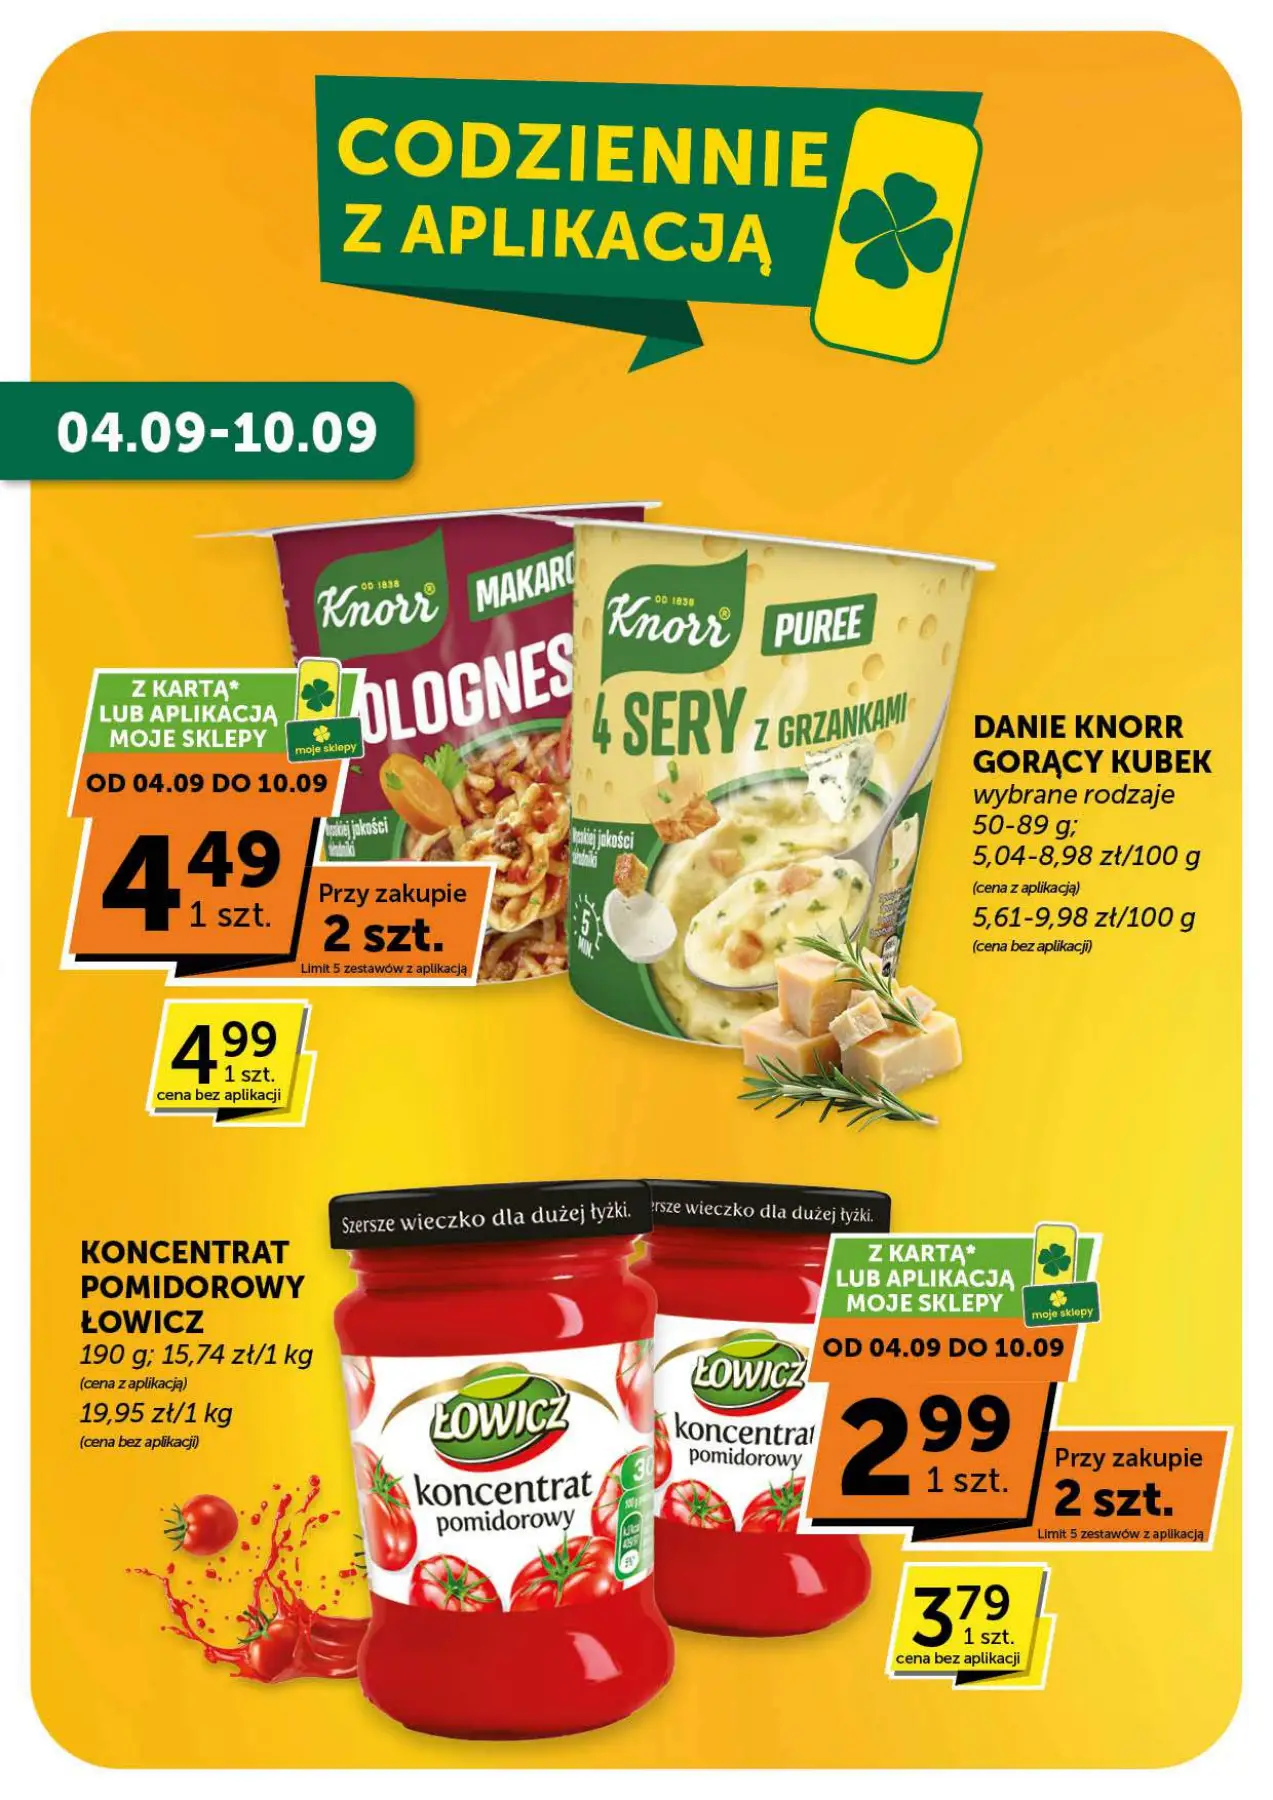 CODZIENNIE
Z APLIKACJĄ
04.09-10.09
OD 1838
Knorr®
OD 1838
Knorr®
PUREE
4 SERY Z GRZANKAMI
5
MIN.
Z KARTĄ*
LUB APLIKACJĄ
MOJE SKLEPY
moje sklepy
OD 04.09 DO 10.09
4 49
1 szt.
Przy zakupie
2 szt.
Limit 5 zestawów z aplikacją
4 99
1 szt.
cena bez aplikacji
DANIE KNORR
GORĄCY KUBEK
wybrane rodzaje
50-89 g;
5,04-8,98 zł/100 g
(cena z aplikacją)
5,61-9,98 zł/100 g
(cena bez aplikacji)
KONCENTRAT
POMIDOROWY
ŁOWICZ
190 g; 15,74 zł/1 kg
(cena z aplikacją)
19,95 zł/1 kg
(cena bez aplikacji)
Szersze wieczko dla dużej łyżki.
wieczko dla dużej łyżki.
ŁOWICZ
koncentrat
pomidorowy
ŁOWICZ
pomidorowy
Z KARTĄ*
LUB APLIKACJĄ
MOJE SKLEPY
moje sklepy
OD 04.09 DO 10.09
2 99
1 szt.
Przy zakupie
2 szt.
Limit 5 zestawów z aplikacją
3 79
1 szt.
cena bez aplikacji